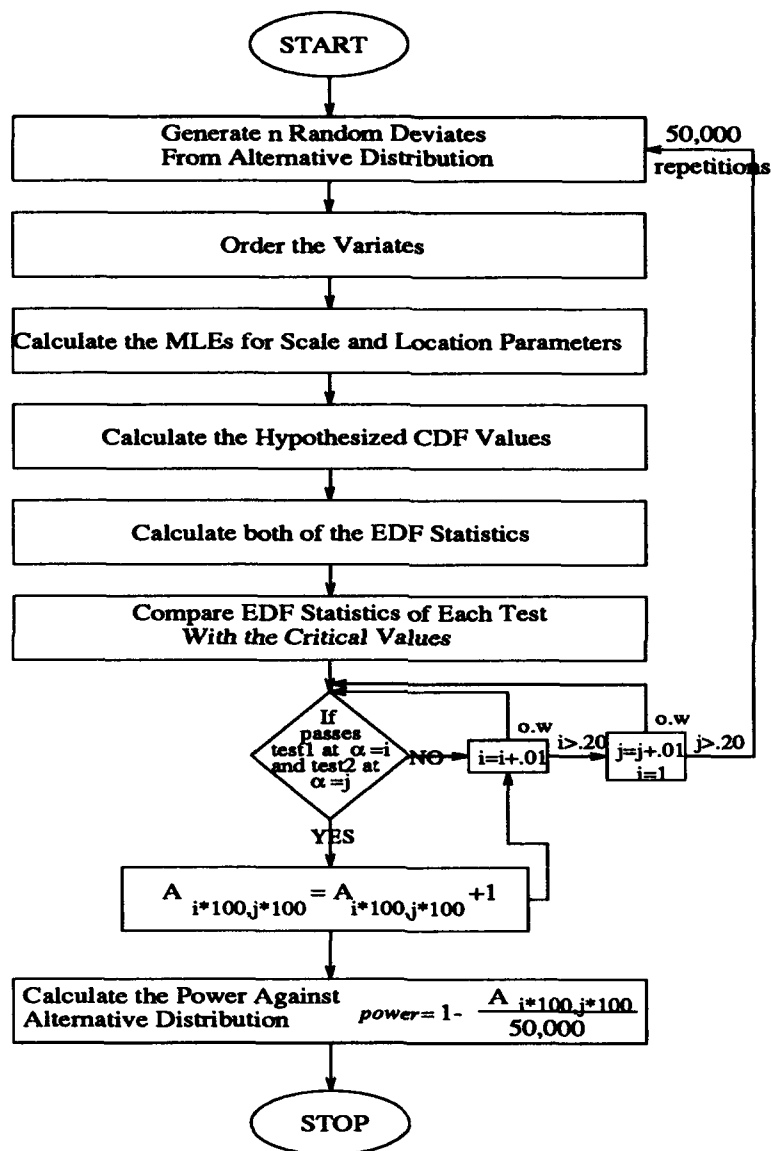 START
Generate n Random Deviates
From Alternative Distribution
50,000
repetitions
Order the Variates
Calculate the MLEs for Scale and Location Parameters
Calculate the Hypothesized CDF Values
Calculate both of the EDF Statistics
Compare EDF Statistics of Each Test
With the Critical Values
If
passes
test1 at α =i
and test2 at
α =j
NO
i=i+.01
o.w
i>.20
j=j+.01
i=1
o.w
j>.20
YES
A i*100,j*100 = A i*100,j*100 +1
Calculate the Power Against
Alternative Distribution
power= 1- A i*100,j*100
50,000
STOP